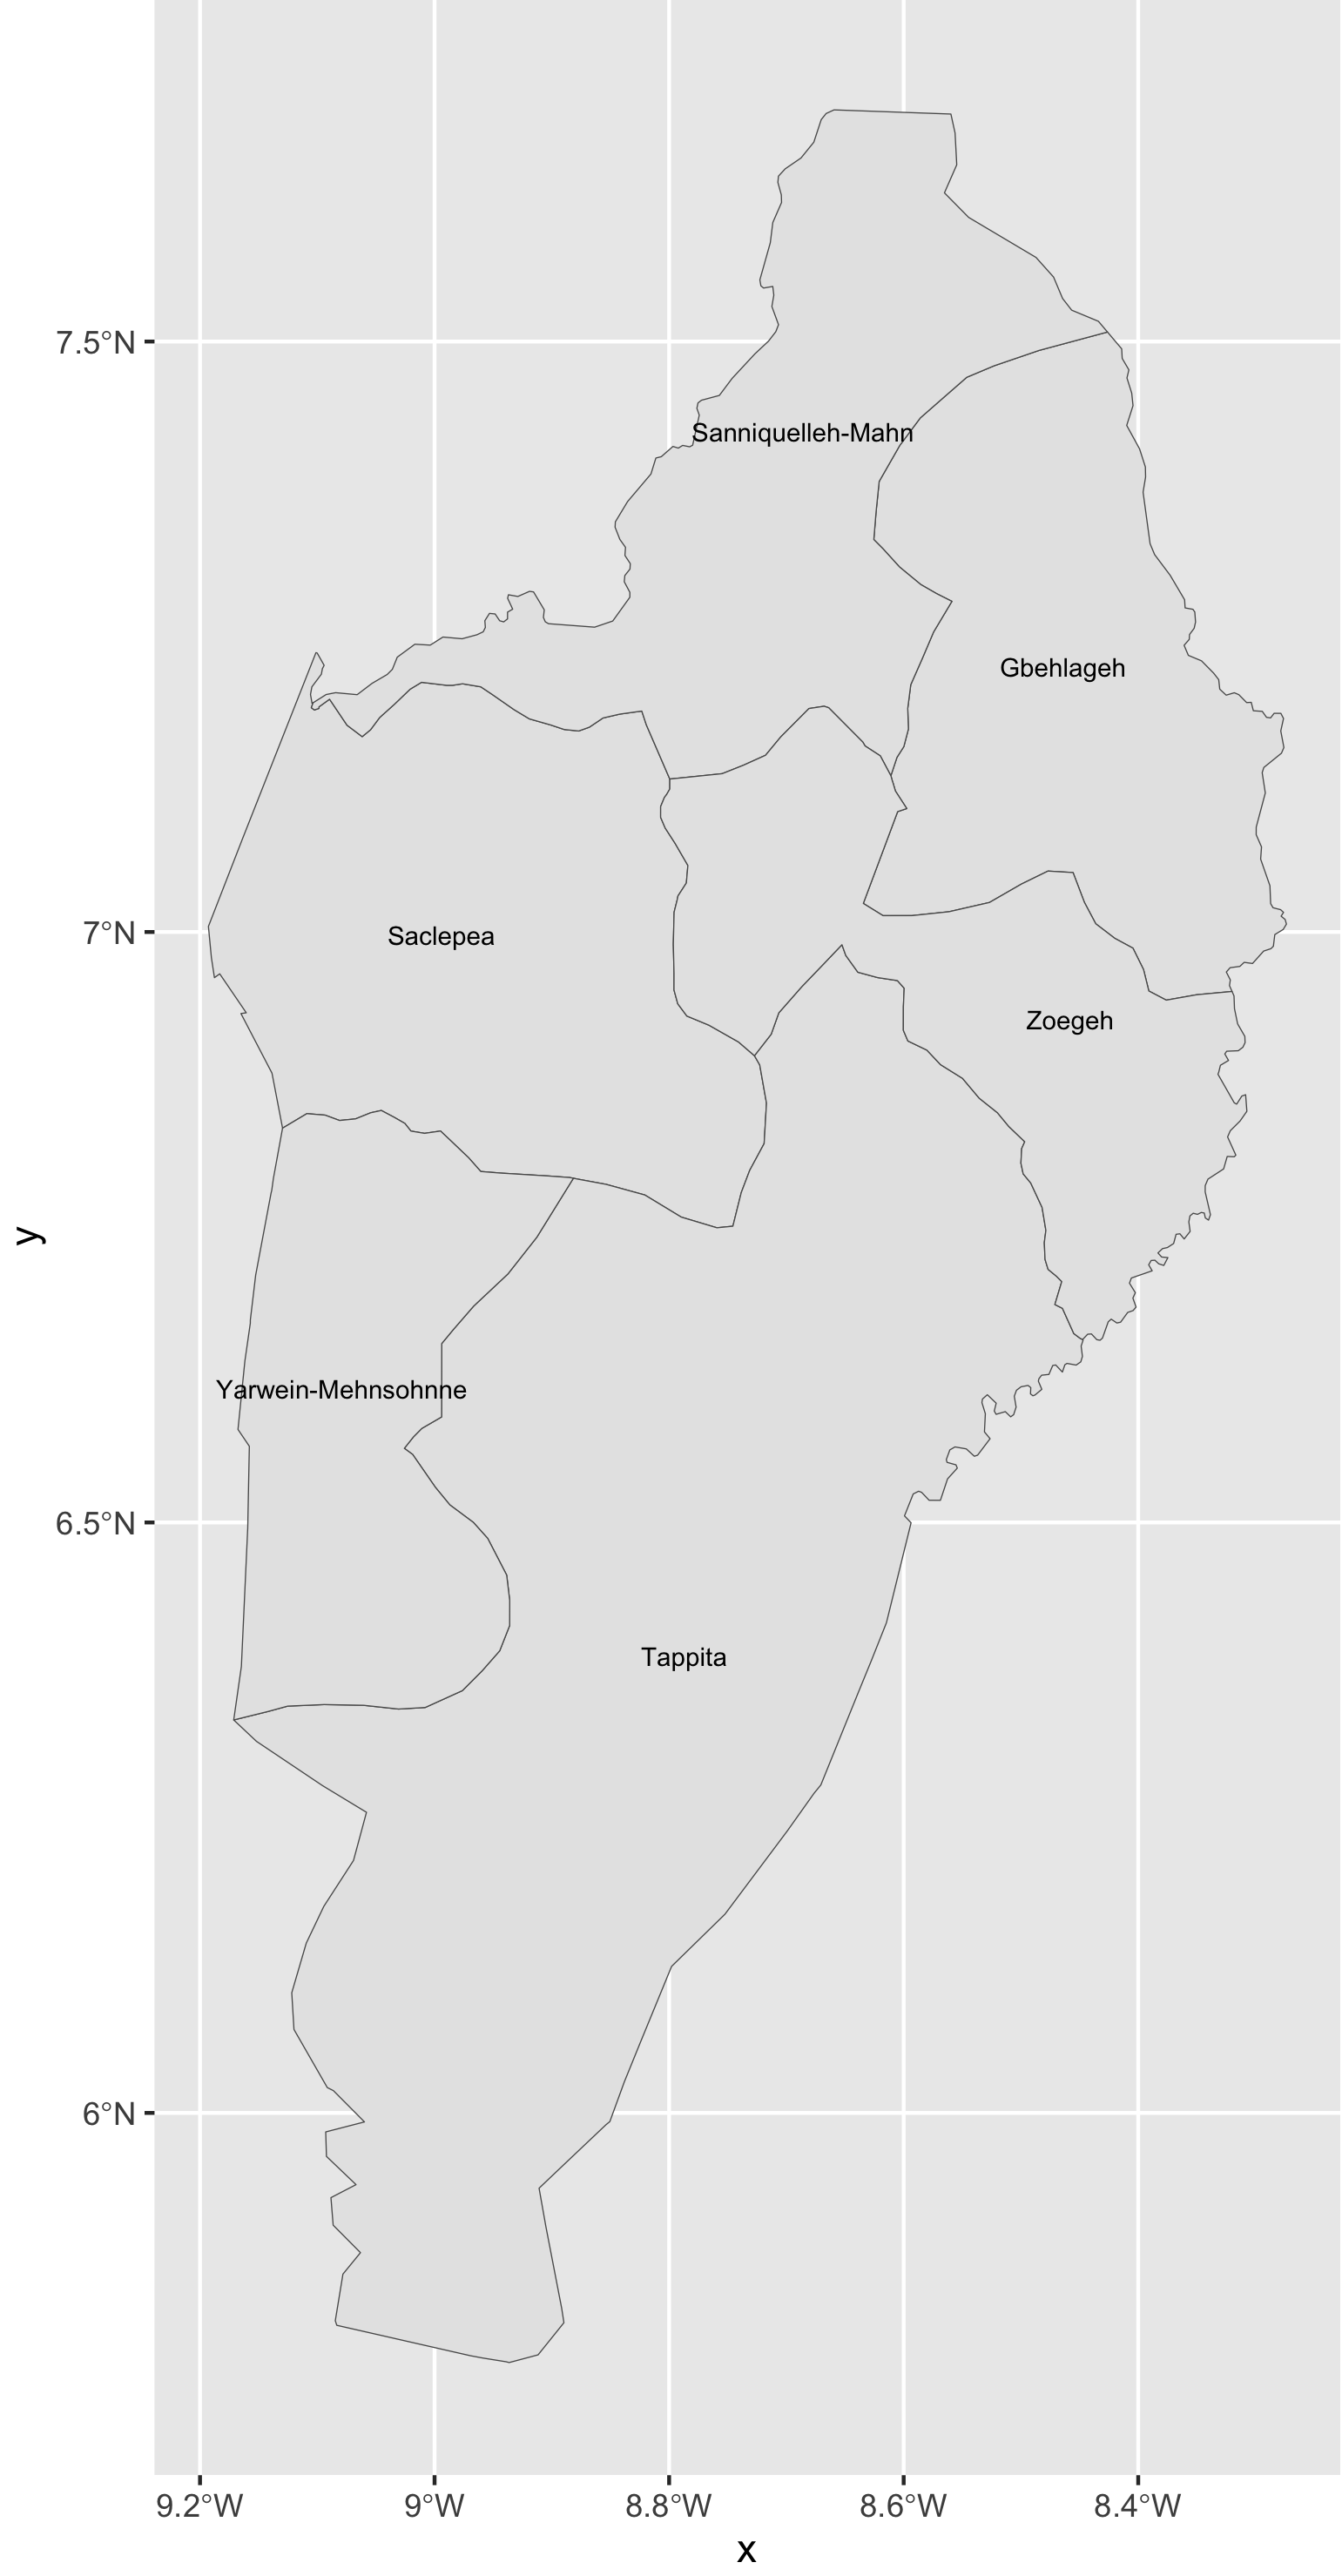 7.5°N
Sanniquelleh-Mahn
Gbehlageh
7°N
Saclepea
Zoegeh
y
Yarwein-Mehnsohnne
6.5°N
Tappita
6°N
9.2°W 9°W 8.8°W 8.6°W 8.4°W
x